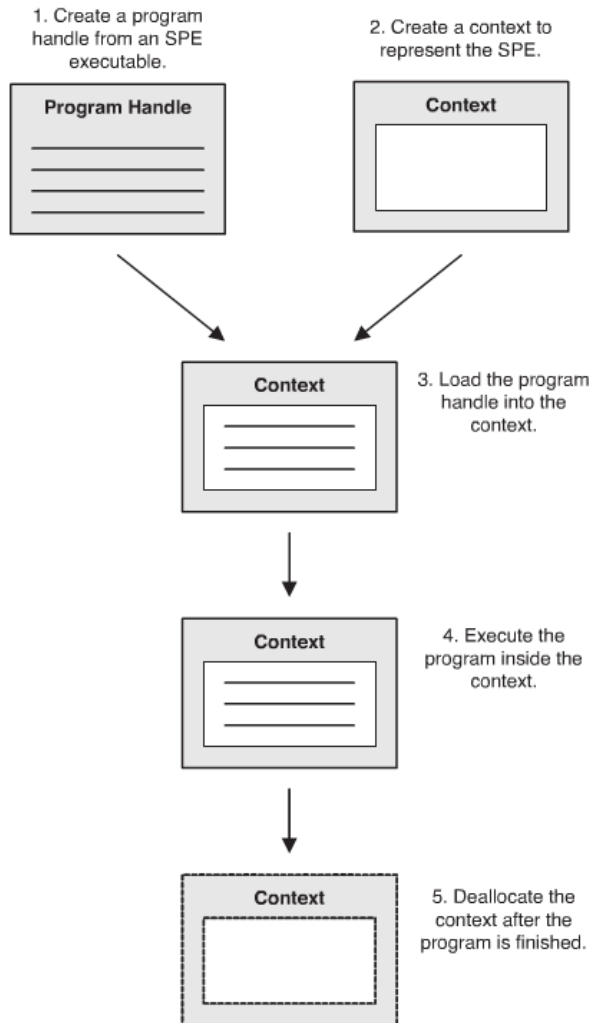 1. Create a program
handle from an SPE
executable.
2. Create a context to
represent the SPE.
Program Handle
Context
Context
3. Load the program
handle into the
context.
Context
4. Execute the
program inside the
context.
Context
5. Deallocate the
context after the
program is finished.